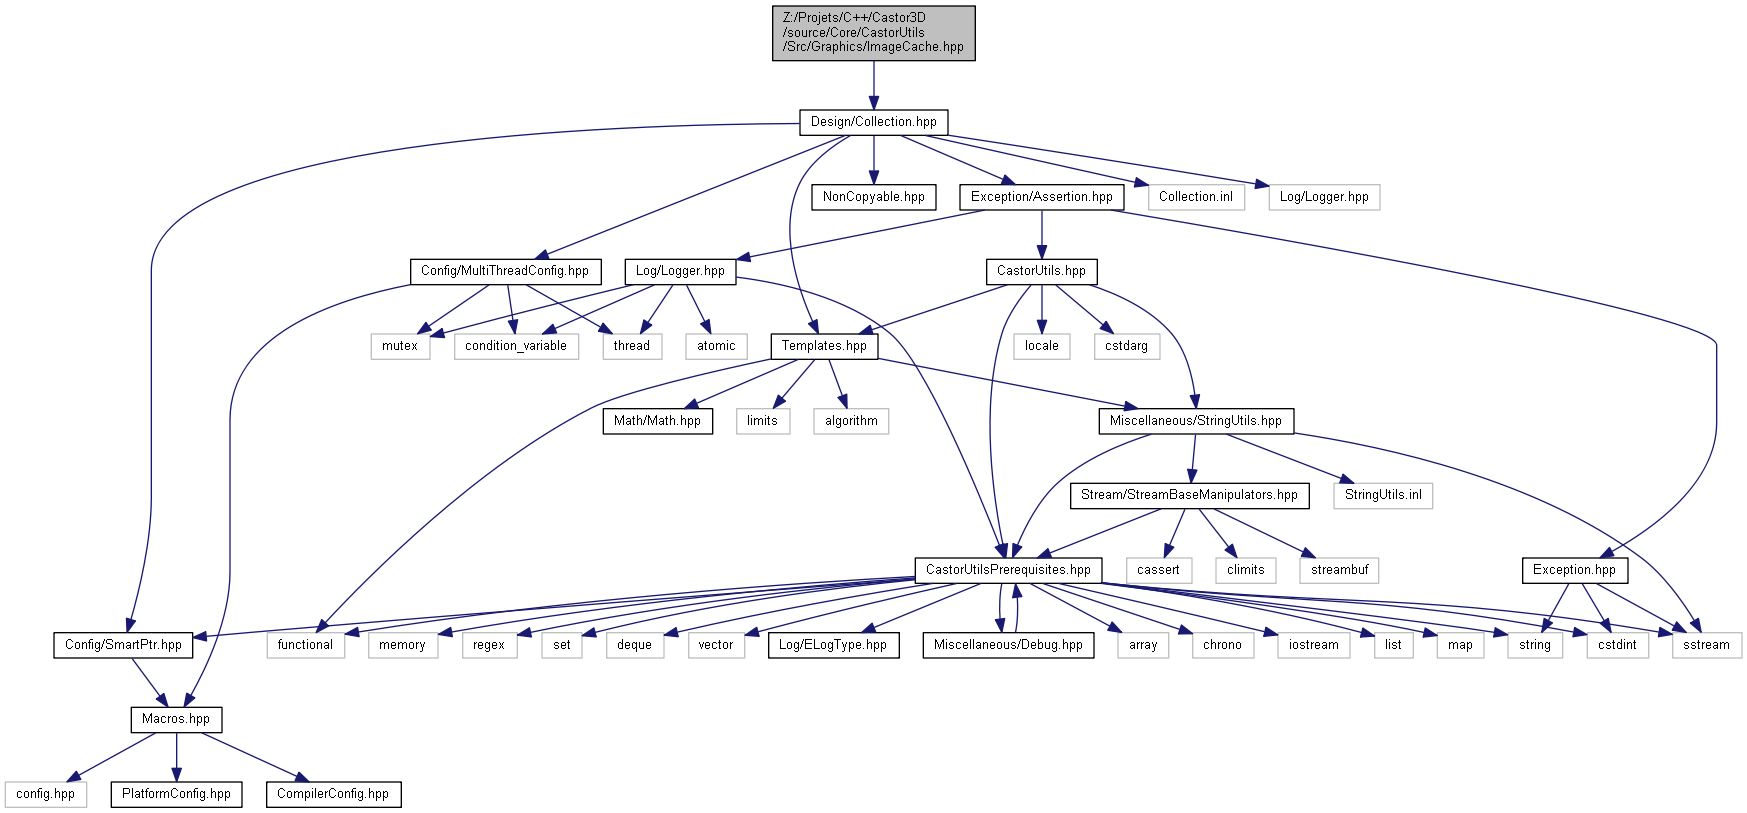 Z:/Projets/C++/Castor3D
/source/Core/CastorUtils
/Src/Graphics/ImageCache.hpp
Design/Collection.hpp
NonCopyable.hpp
Exception/Assertion.hpp
Collection.inl
Log/Logger.hpp
Config/MultiThreadConfig.hpp
Log/Logger.hpp
CastorUtils.hpp
mutex
condition_variable
thread
atomic
Templates.hpp
locale
cstdarg
Math/Math.hpp
limits
algorithm
Miscellaneous/StringUtils.hpp
Stream/StreamBaseManipulators.hpp
StringUtils.inl
CastorUtilsPrerequisites.hpp
cassert
climits
streambuf
Exception.hpp
Config/SmartPtr.hpp
functional
memory
regex
set
deque
vector
Log/ELogType.hpp
Miscellaneous/Debug.hpp
array
chrono
iostream
list
map
string
cstdint
sstream
Macros.hpp
config.hpp
PlatformConfig.hpp
CompilerConfig.hpp